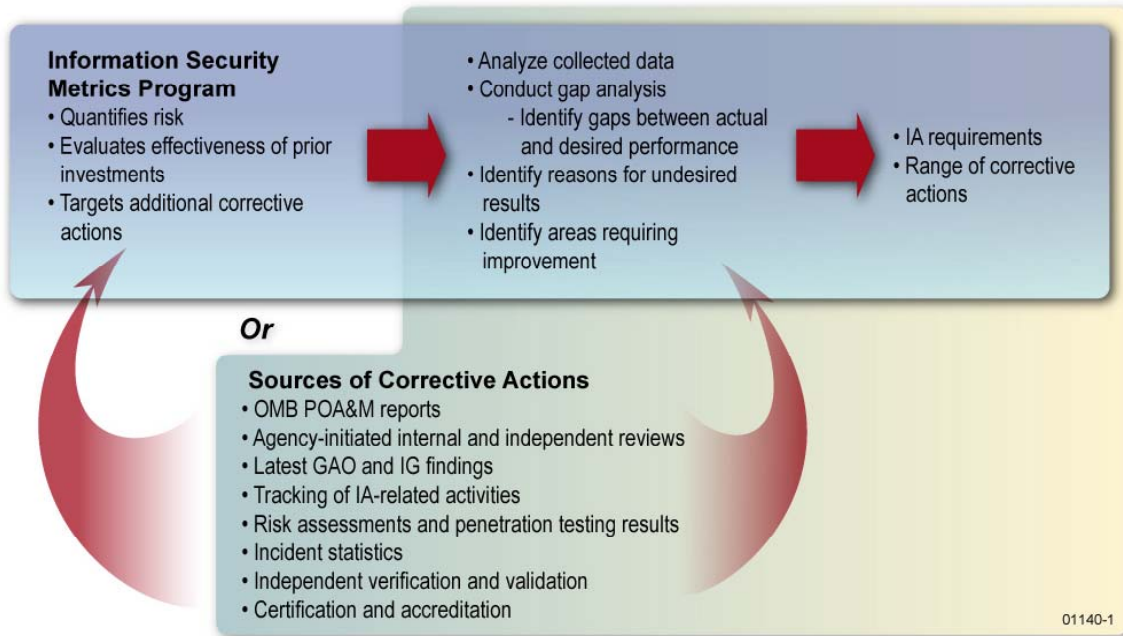 Information Security
Metrics Program
• Quantifies risk
• Evaluates effectiveness of prior
investments
• Targets additional corrective
actions
• Analyze collected data
• Conduct gap analysis
- Identify gaps between actual
and desired performance
• Identify reasons for undesired
results
• Identify areas requiring
improvement
• IA requirements
• Range of corrective
actions
Or
Sources of Corrective Actions
• OMB POA&M reports
• Agency-initiated internal and independent reviews
• Latest GAO and IG findings
• Tracking of IA-related activities
• Risk assessments and penetration testing results
• Incident statistics
• Independent verification and validation
• Certification and accreditation
01140-1